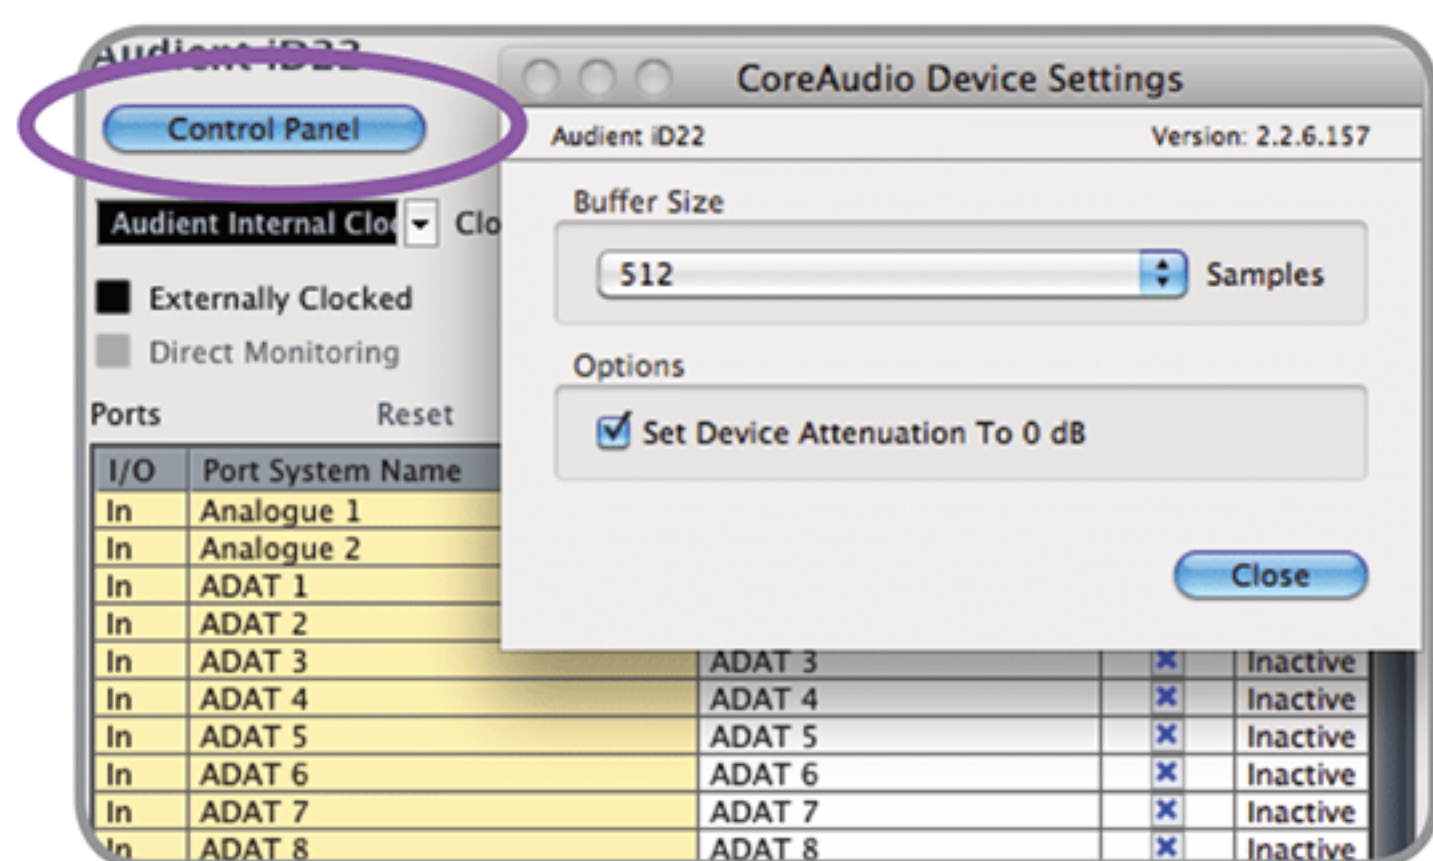 Audient iD22
Control Panel
Audient Internal Clo
Clo
Externally Clocked
Direct Monitoring
Ports Reset
I/O Port System Name
In Analogue 1
In Analogue 2
In ADAT 1
In ADAT 2
In ADAT 3 ADAT 3 Inactive
In ADAT 4 ADAT 4 Inactive
In ADAT 5 ADAT 5 Inactive
In ADAT 6 ADAT 6 Inactive
In ADAT 7 ADAT 7 Inactive
In ADAT 8 ADAT 8 Inactive
CoreAudio Device Settings
Audient iD22 Version: 2.2.6.157
Buffer Size
512 Samples
Options
Set Device Attenuation To 0 dB
Close